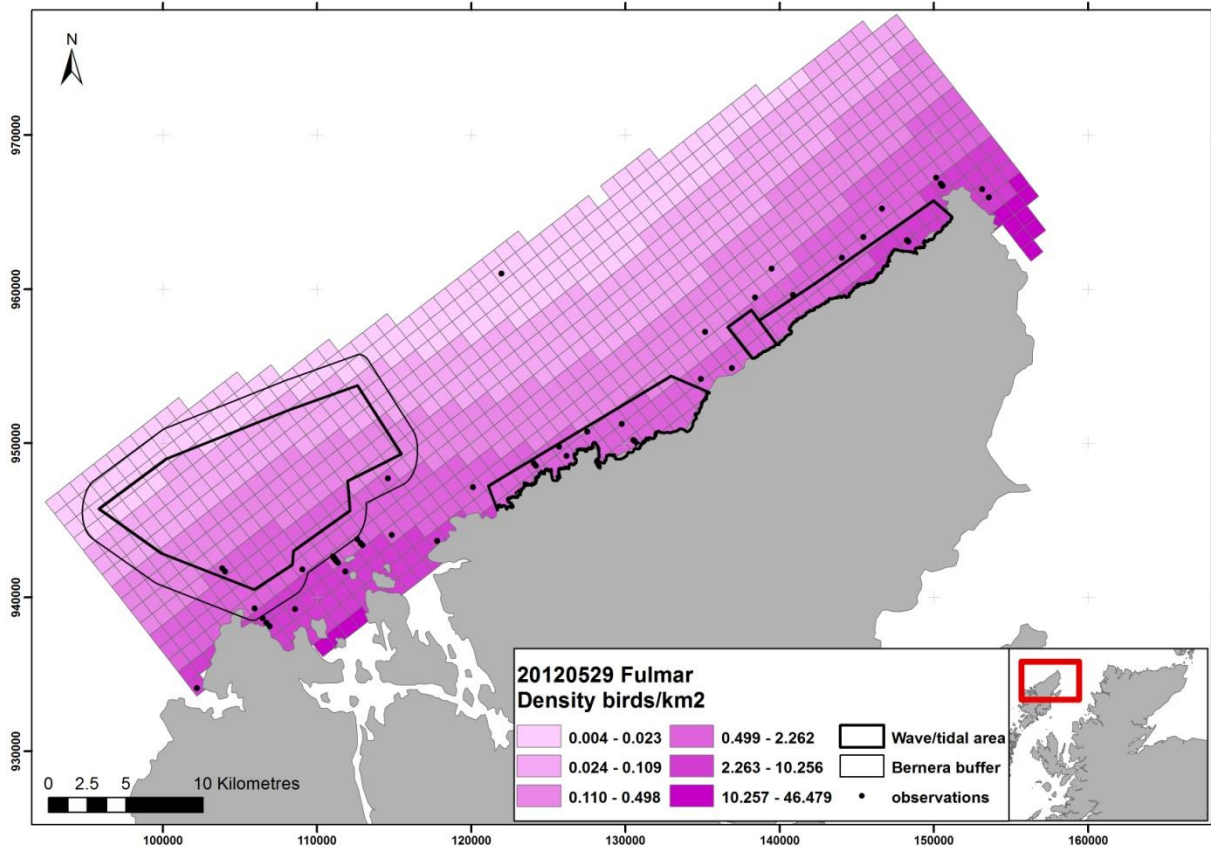 N
970000
960000
950000
940000
930000
0 2.5 5 10 Kilometres
20120529 Fulmar
Density birds/km2
0.004 - 0.023
0.499 - 2.262
Wave/tidal area
0.024 - 0.109
2.263 - 10.256
Bernera buffer
0.110 - 0.498
10.257 - 46.479
observations
100000 110000 120000 130000 140000 150000 160000